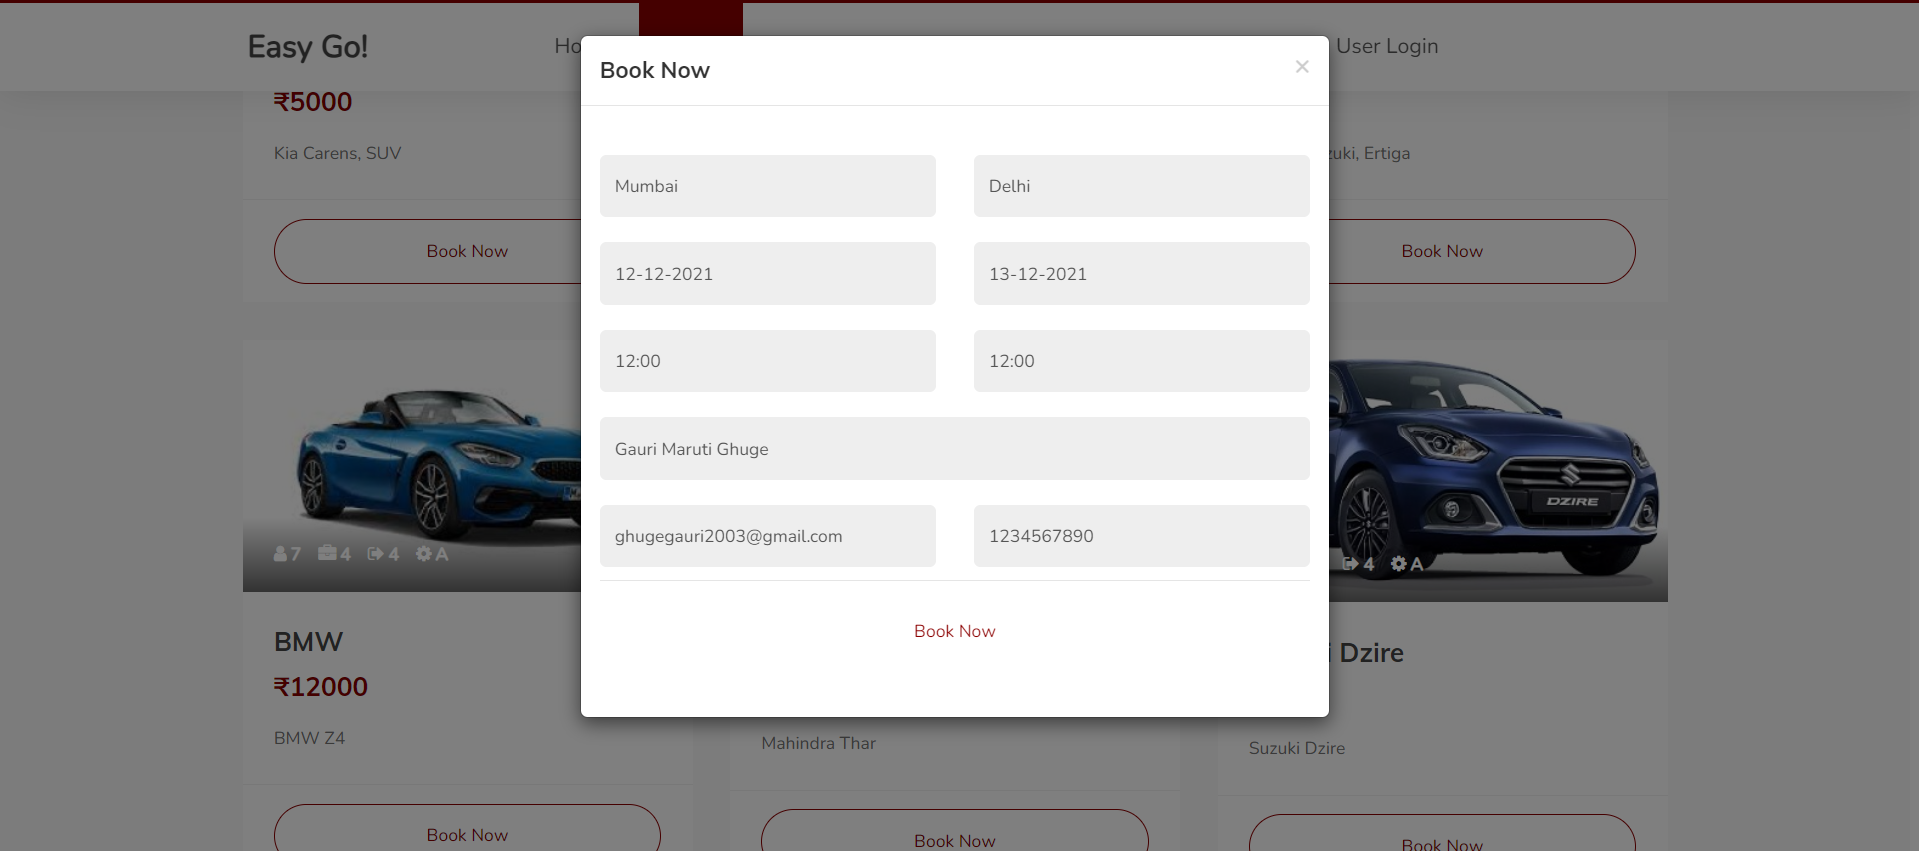 Easy Go!
Ho
User Login
Book Now
×
₹5000
Kia Carens, SUV
zuki, Ertiga
Mumbai
Delhi
Book Now
Book Now
12-12-2021
13-12-2021
12:00
12:00
Gauri Maruti Ghuge
ghugegauri2003@gmail.com
1234567890
7 4 4 A
DZIRE
4 A
Book Now
BMW
₹12000
BMW Z4
i Dzire
Mahindra Thar
Suzuki Dzire
Book Now
Book Now
Book Now